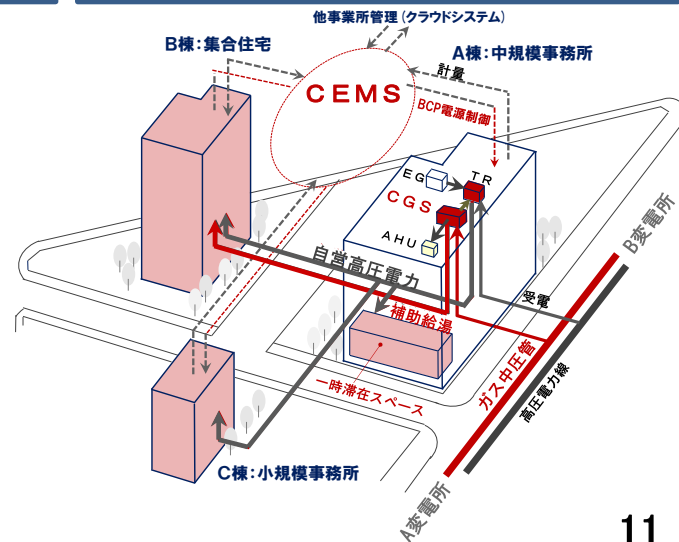 他事業所管理(クラウドシステム)
B棟:集合住宅
A棟:中規模事務所
計量
CEMS
BCP電源制御
EG
TR
CGS
AHU
自営高圧電力
補助給湯
受電
B変電所
一時滞在スペース
ガス中圧管
高圧電力線
C棟:小規模事務所
A変電所
11